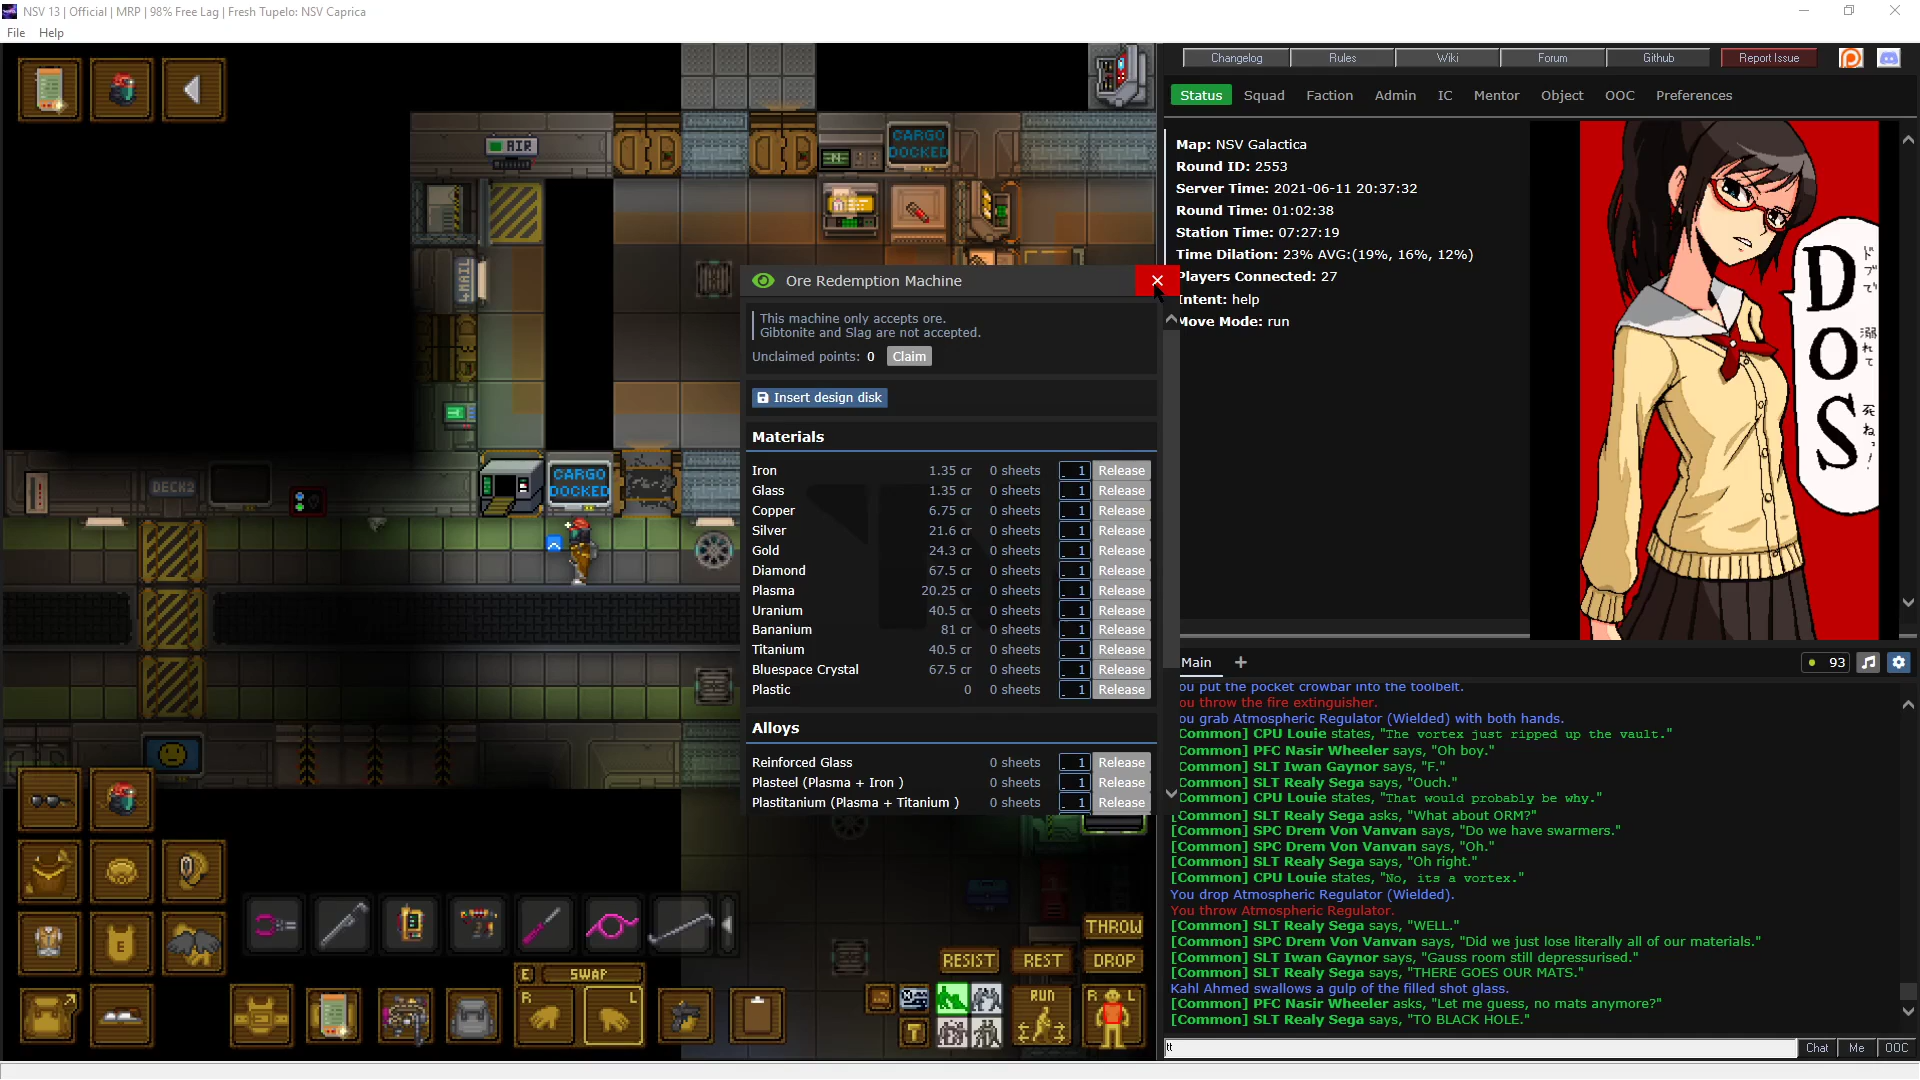 NSV 13 | Official | MRP | 98% Free Lag | Fresh Tupelo: NSV Caprica
File Help
AIR
CARGO
DOCKED
MAIL
DECK2
CARGO
DOCKED
Ore Redemption Machine
This machine only accepts ore.
Gibtonite and Slag are not accepted.
Unclaimed points: 0 Claim
Insert design disk
Materials
Iron 1.35 cr 0 sheets 1 Release
Glass 1.35 cr 0 sheets 1 Release
Copper 6.75 cr 0 sheets 1 Release
Silver 21.6 cr 0 sheets 1 Release
Gold 24.3 cr 0 sheets 1 Release
Diamond 67.5 cr 0 sheets 1 Release
Plasma 20.25 cr 0 sheets 1 Release
Uranium 40.5 cr 0 sheets 1 Release
Bananium 81 cr 0 sheets 1 Release
Titanium 40.5 cr 0 sheets 1 Release
Bluespace Crystal 67.5 cr 0 sheets 1 Release
Plastic 0 0 sheets 1 Release
Alloys
Reinforced Glass 0 sheets 1 Release
Plasteel (Plasma + Iron ) 0 sheets 1 Release
Plastitanium (Plasma + Titanium ) 0 sheets 1 Release
THROW
RESIST REST DROP
E SWAP
R L
RUN
R L
Changelog Rules Wiki Forum Github Report Issue
Status Squad Faction Admin IC Mentor Object OOC Preferences
Map: NSV Galactica
Round ID: 2553
Server Time: 2021-06-11 20:37:32
Round Time: 01:02:38
Station Time: 07:27:19
Time Dilation: 23% AVG:(19%, 16%, 12%)
Players Connected: 27
Intent: help
Move Mode: run
DOS
ドブで
溺れて
死ね!
Main + 93
ou put the pocket crowbar into the toolbelt.
ou throw the fire extinguisher.
ou grab Atmospheric Regulator (Wielded) with both hands.
Common] CPU Louie states, "The vortex just ripped up the vault."
Common] PFC Nasir Wheeler says, "Oh boy."
Common] SLT Iwan Gaynor says, "F."
Common] SLT Realy Sega says, "Ouch."
Common] CPU Louie states, "That would probably be why."
[Common] SLT Realy Sega asks, "What about ORM?"
[Common] SPC Drem Von Vanvan says, "Do we have swarmers."
[Common] SPC Drem Von Vanvan says, "Oh."
[Common] SLT Realy Sega says, "Oh right."
[Common] CPU Louie states, "No, its a vortex."
You drop Atmospheric Regulator (Wielded).
You throw Atmospheric Regulator.
[Common] SLT Realy Sega says, "WELL."
[Common] SPC Drem Von Vanvan says, "Did we just lose literally all of our materials."
[Common] SLT Iwan Gaynor says, "Gauss room still depressurised."
[Common] SLT Realy Sega says, "THERE GOES OUR MATS."
Kahl Ahmed swallows a gulp of the filled shot glass.
[Common] PFC Nasir Wheeler asks, "Let me guess, no mats anymore?"
[Common] SLT Realy Sega says, "TO BLACK HOLE."
tt
Chat Me OOC